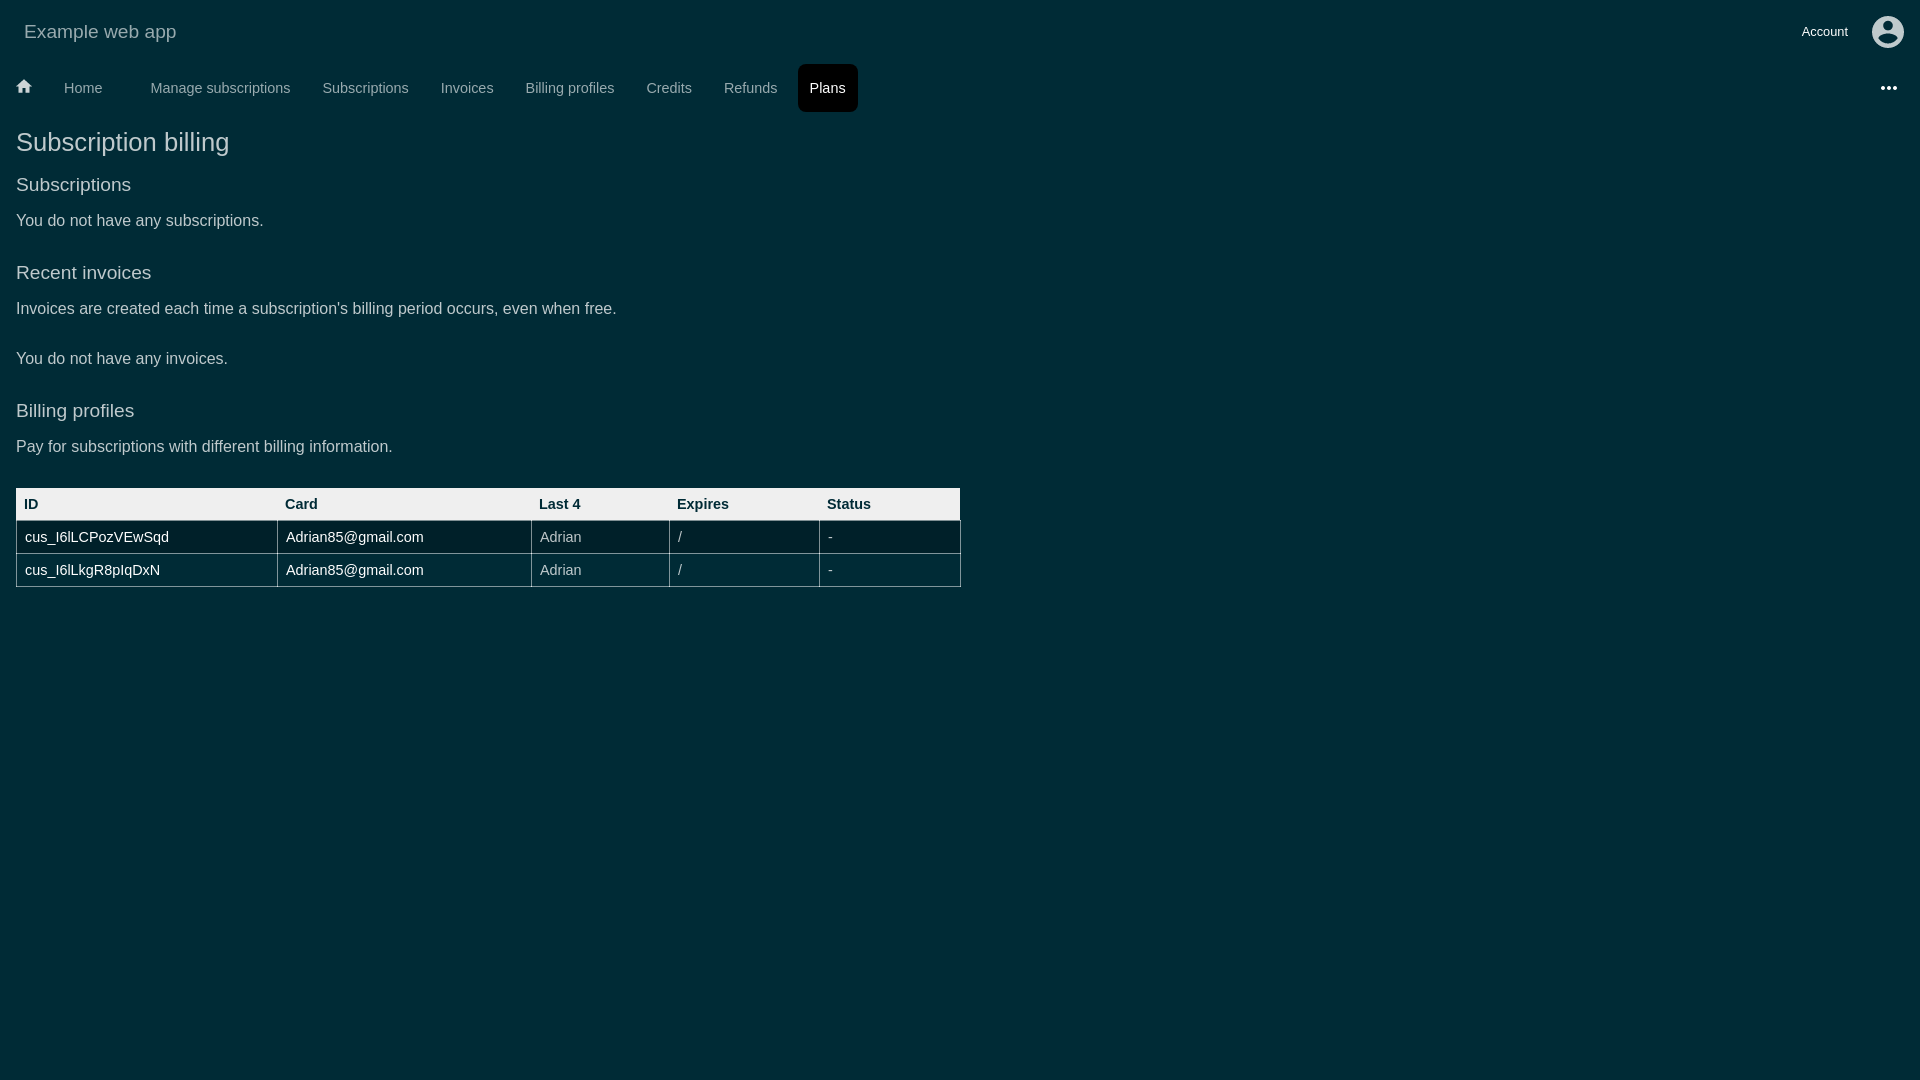 Example web app
Account
Home Manage subscriptions Subscriptions Invoices Billing profiles Credits Refunds Plans
Subscription billing
Subscriptions
You do not have any subscriptions.
Recent invoices
Invoices are created each time a subscription's billing period occurs, even when free.
You do not have any invoices.
Billing profiles
Pay for subscriptions with different billing information.
ID Card Last 4 Expires Status
cus_I6lLCPozVEwSqd Adrian85@gmail.com Adrian / -
cus_I6lLkgR8pIqDxN Adrian85@gmail.com Adrian / -